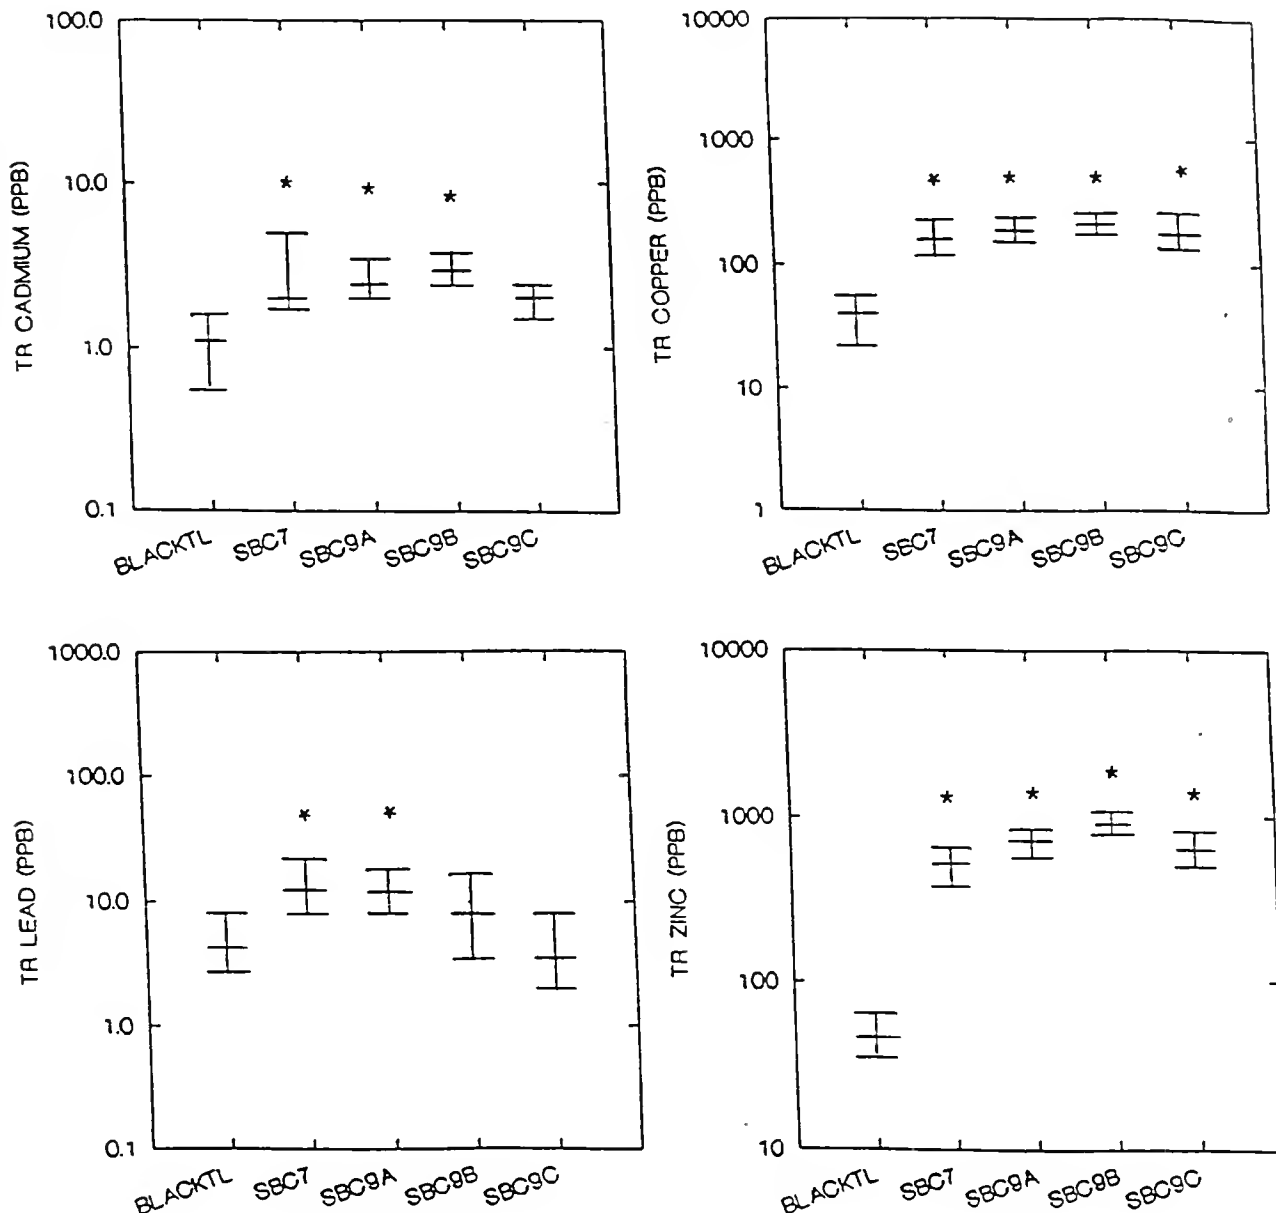 TR CADMIUM (PPB)
100.0
10.0
1.0
0.1
*
*
*
BLACKTL
SBC7
SBC9A
SBC9B
SBC9C
TR COPPER (PPB)
10000
1000
100
10
1
*
*
*
*
BLACKTL
SBC7
SBC9A
SBC9B
SBC9C
TR LEAD (PPB)
1000.0
100.0
10.0
1.0
0.1
*
*
BLACKTL
SBC7
SBC9A
SBC9B
SBC9C
TR ZINC (PPB)
10000
1000
100
10
*
*
*
*
BLACKTL
SBC7
SBC9A
SBC9B
SBC9C